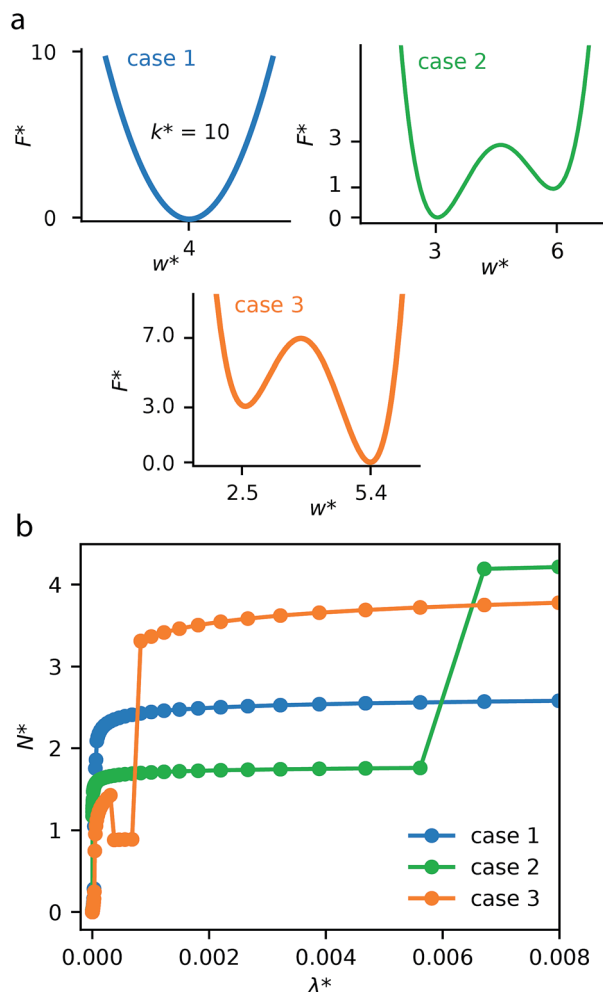 a
case 1
10
k* = 10
F*
0
4
w*
case 2
F*
3
1
0
3
6
w*
case 3
7.0
F*
3.0
0.0
2.5
5.4
w*
b
4
3
N*
2
1
0
case 1
case 2
case 3
0.000
0.002
0.004
0.006
0.008
λ*